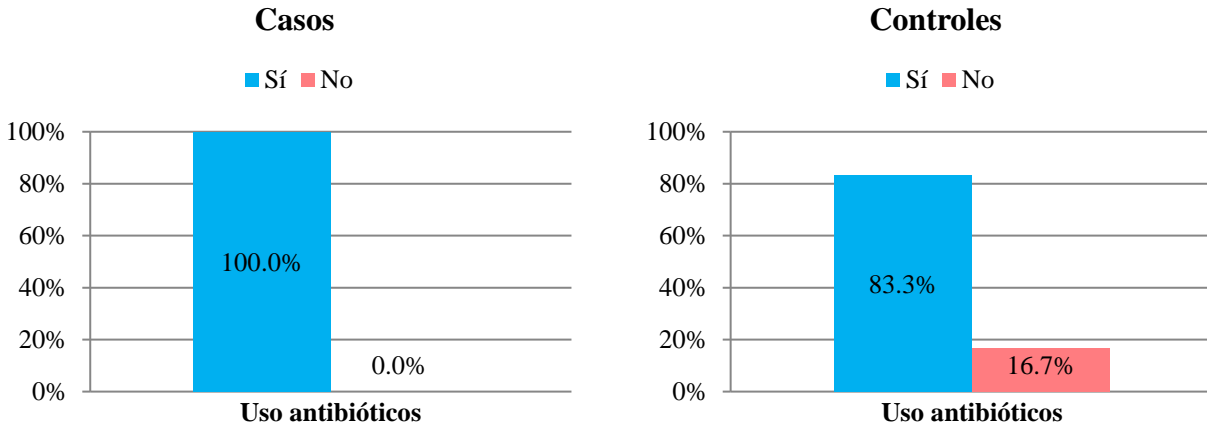 Casos
Sí No
100%
80%
60%
40%
20%
0%
100.0%
0.0%
Uso antibióticos
Controles
Sí No
100%
80%
60%
40%
20%
0%
83.3%
16.7%
Uso antibióticos